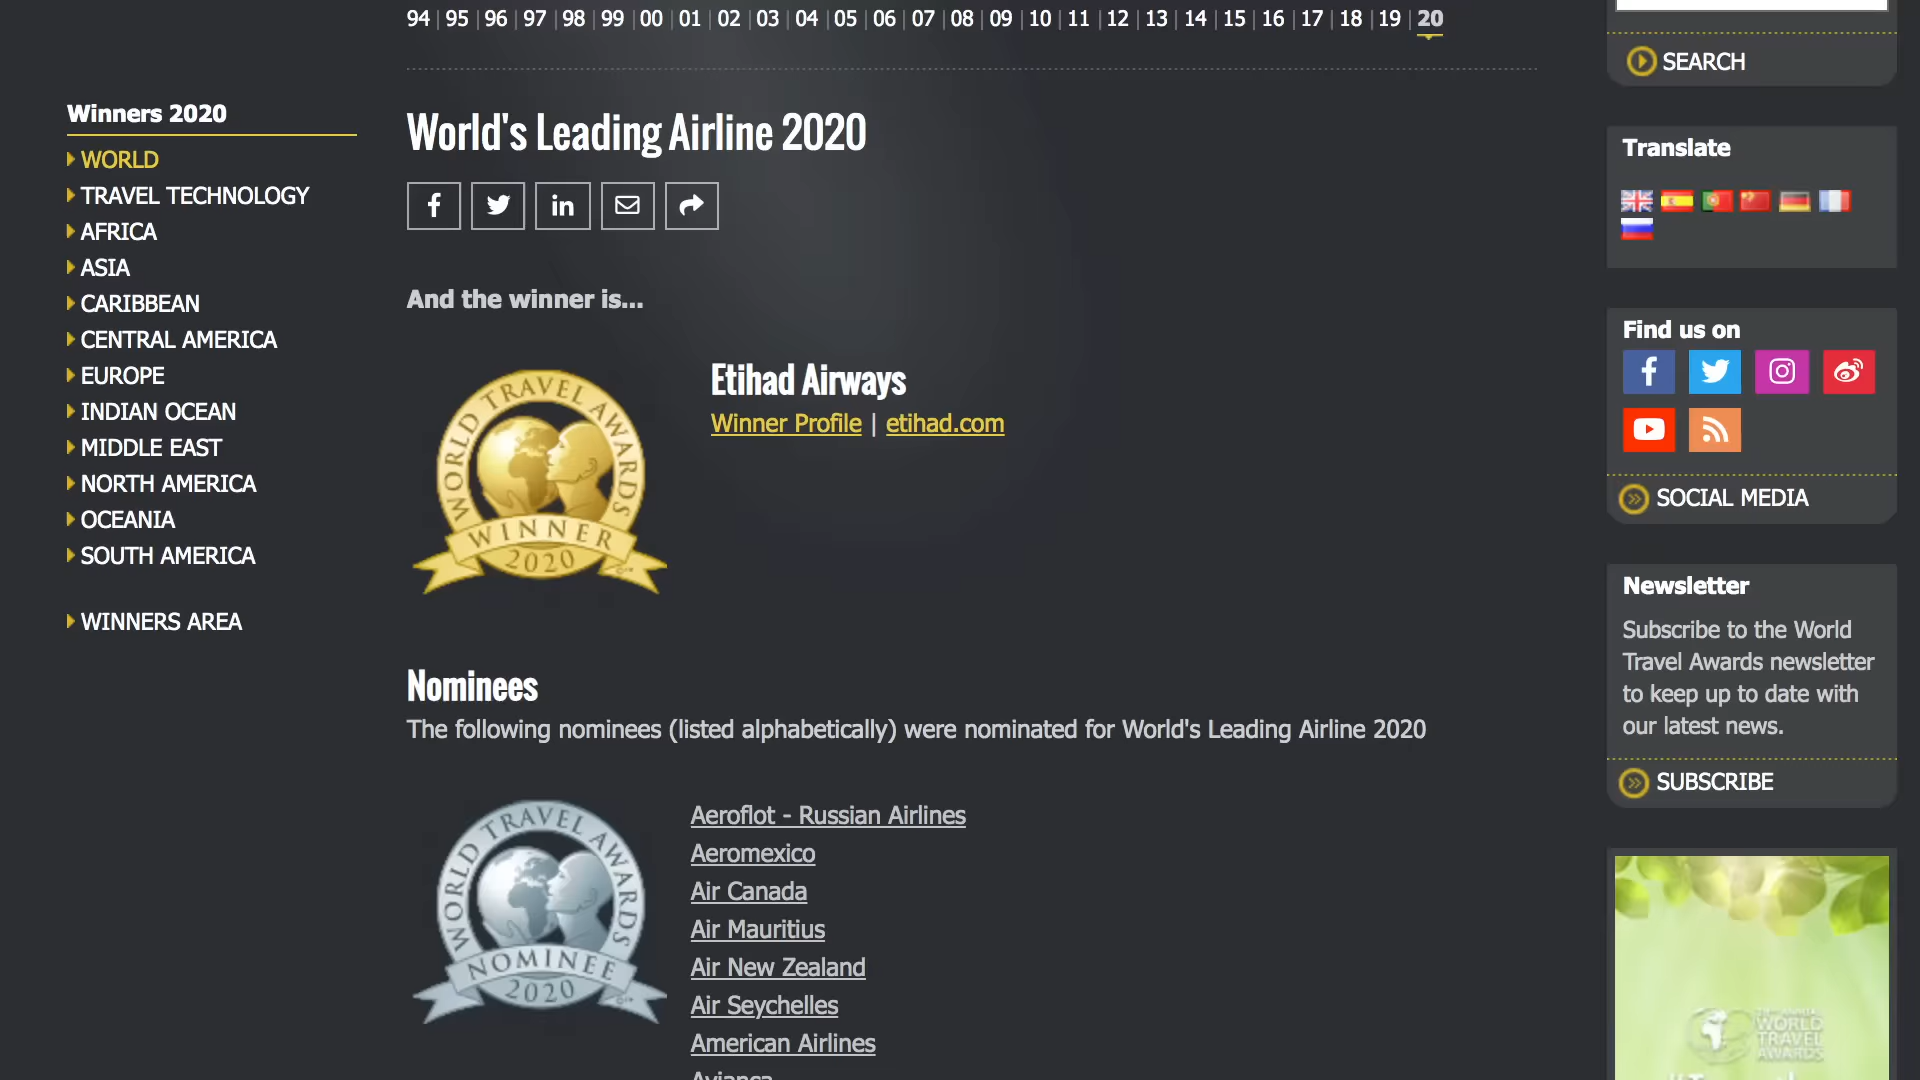 94 | 95 | 96 | 97 | 98 | 99 | 00 | 01 | 02 | 03 | 04 | 05 | 06 | 07 | 08 | 09 | 10 | 11 | 12 | 13 | 14 | 15 | 16 | 17 | 18 | 19 | 20
Winners 2020
WORLD
TRAVEL TECHNOLOGY
AFRICA
ASIA
CARIBBEAN
CENTRAL AMERICA
EUROPE
INDIAN OCEAN
MIDDLE EAST
NORTH AMERICA
OCEANIA
SOUTH AMERICA
WINNERS AREA
World's Leading Airline 2020
And the winner is...
WORLD TRAVEL AWARDS
WINNER
2020
Etihad Airways
Winner Profile | etihad.com
Nominees
The following nominees (listed alphabetically) were nominated for World's Leading Airline 2020
WORLD TRAVEL AWARDS
NOMINEE
2020
Aeroflot - Russian Airlines
Aeromexico
Air Canada
Air Mauritius
Air New Zealand
Air Seychelles
American Airlines
Avianca
SEARCH
Translate
Find us on
SOCIAL MEDIA
Newsletter
Subscribe to the World
Travel Awards newsletter
to keep up to date with
our latest news.
SUBSCRIBE
WORLD
TRAVEL
AWARDS